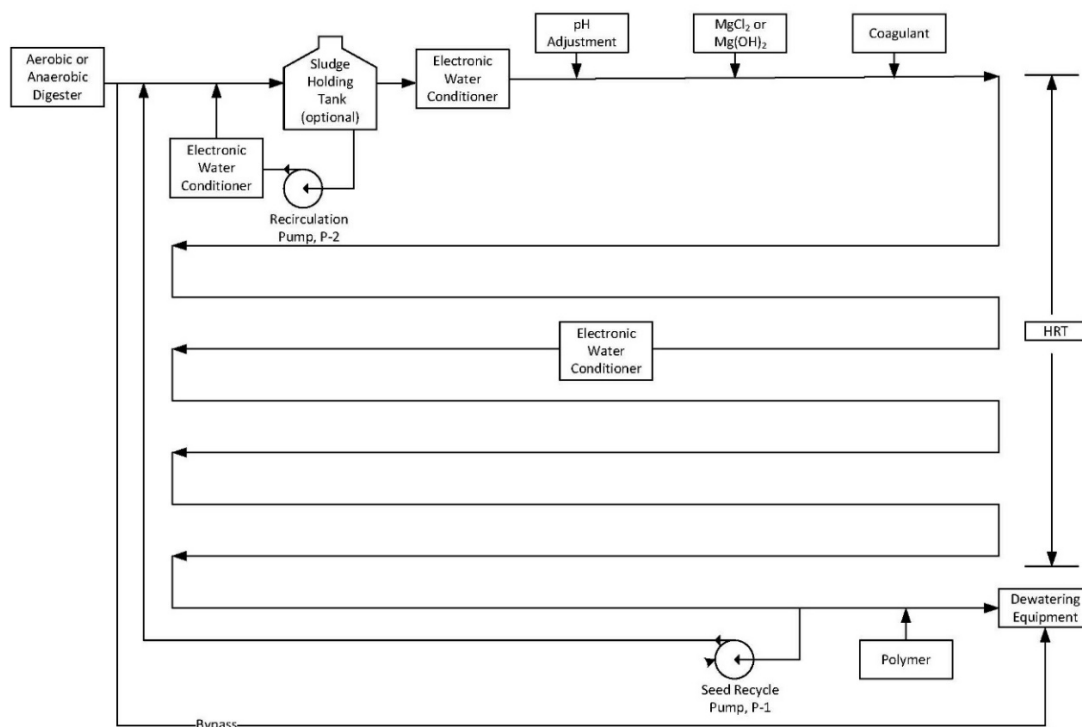 Aerobic or
Anaerobic
Digester
Sludge
Holding
Tank
(optional)
Electronic
Water
Conditioner
pH
Adjustment
MgCl₂ or
Mg(OH)₂
Coagulant
Electronic
Water
Conditioner
Recirculation
Pump, P-2
HRT
Electronic
Water
Conditioner
Dewatering
Equipment
Polymer
Seed Recycle
Pump, P-1
Bypass